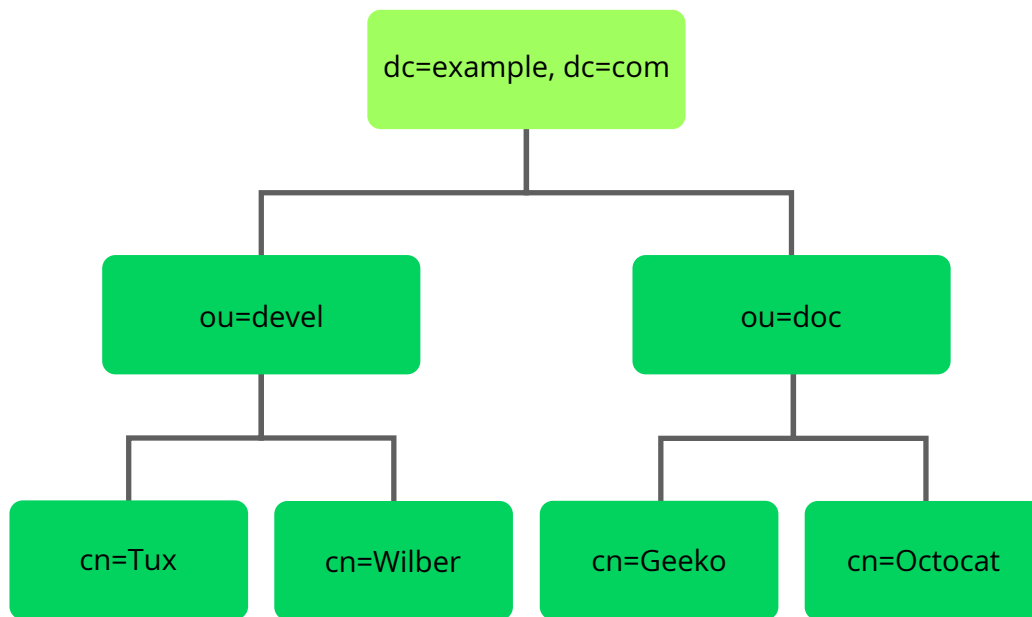 dc=example, dc=com
ou=devel
ou=doc
cn=Tux
cn=Wilber
cn=Geeko
cn=Octocat